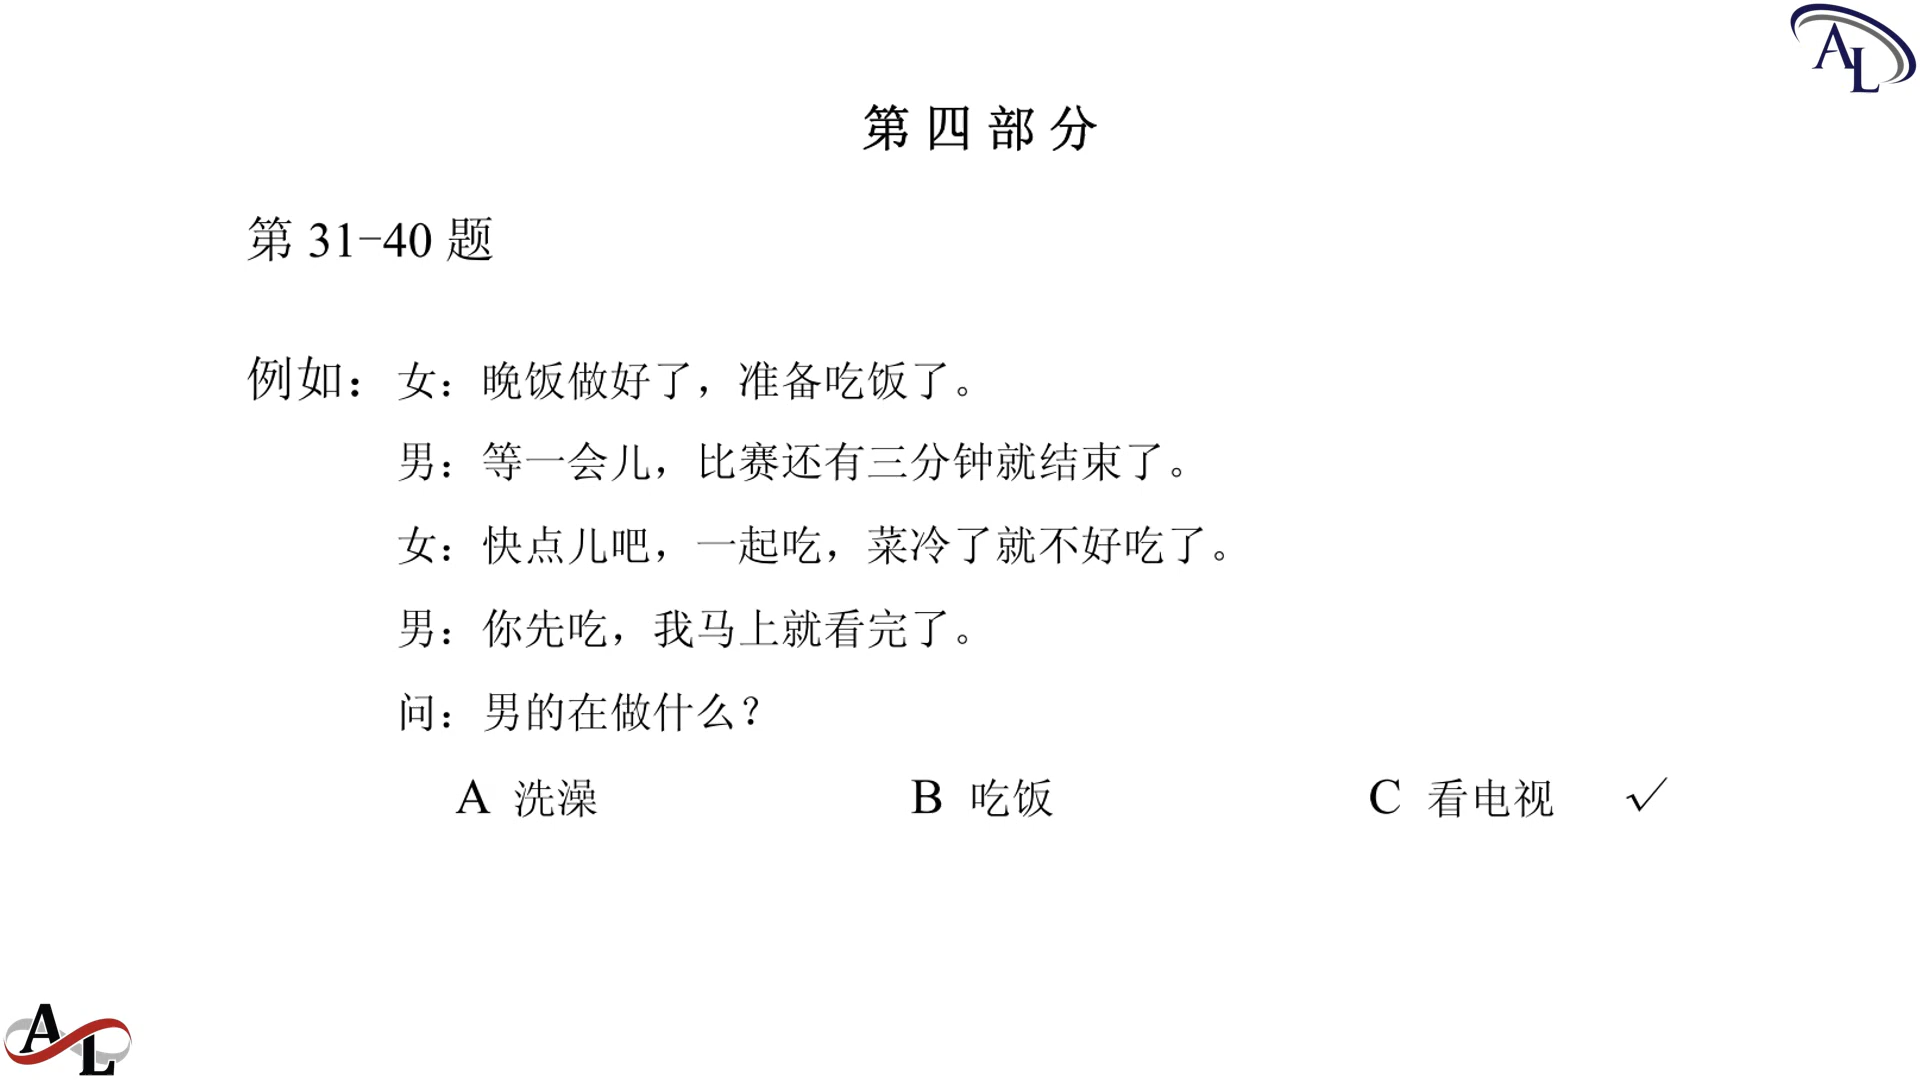 AL
第四部分
第 31-40 题
例如：女：晚饭做好了，准备吃饭了。
男：等一会儿，比赛还有三分钟就结束了。
女：快点儿吧，一起吃，菜冷了就不好吃了。
男：你先吃，我马上就看完了。
问：男的在做什么？
A 洗澡 B 吃饭 C 看电视 √
AL